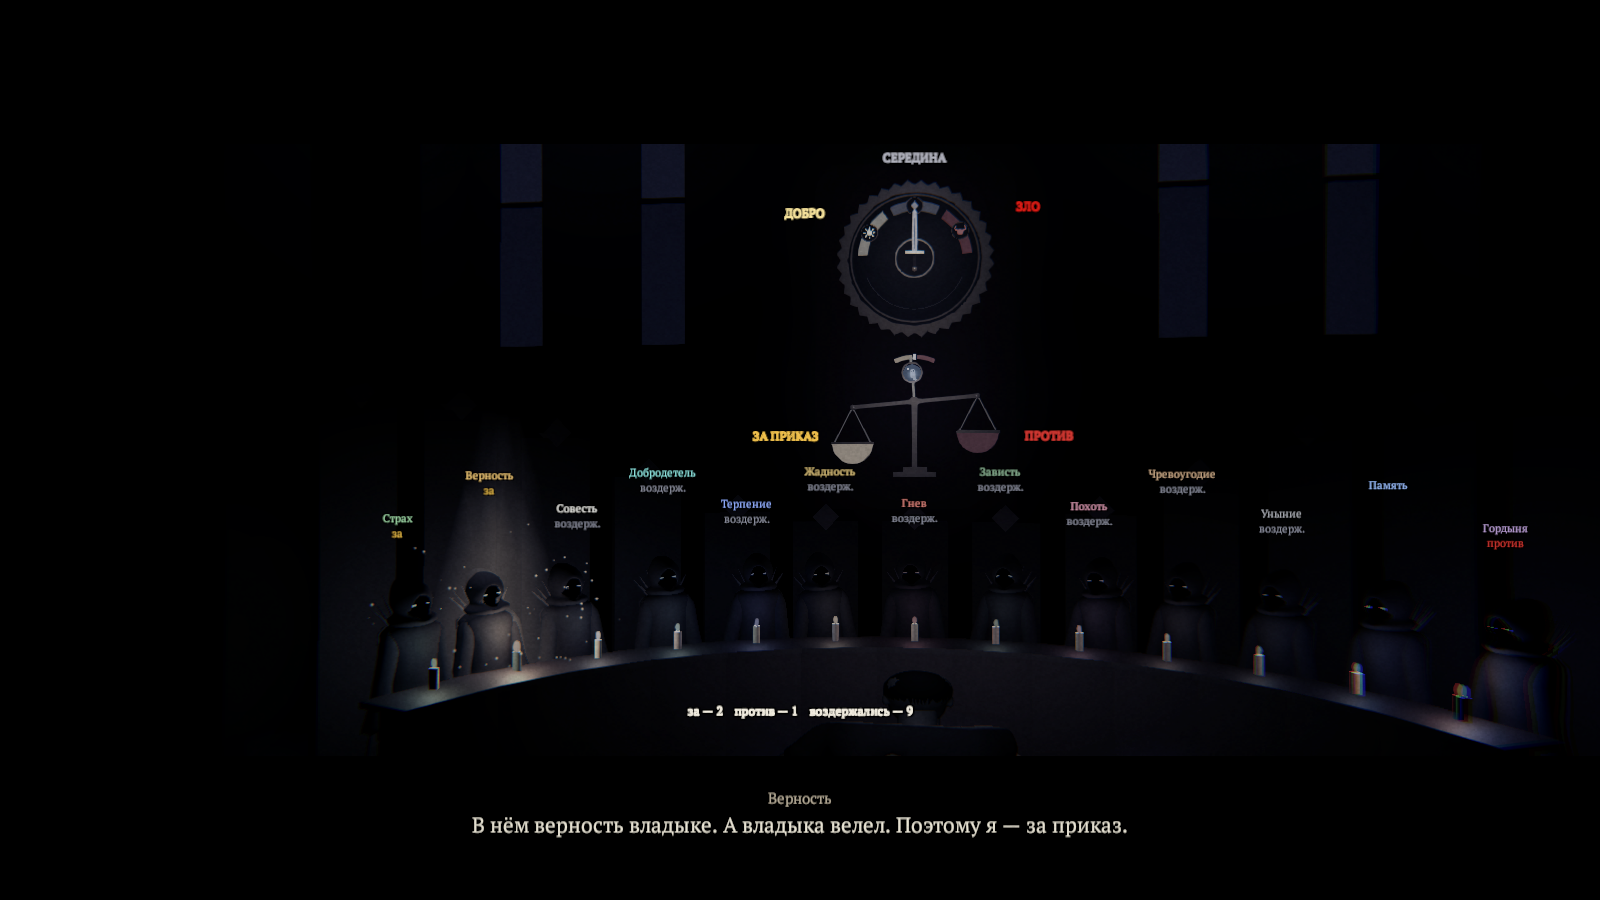 СЕРЕДИНА
ДОБРО
ЗЛО
ЗА ПРИКАЗ
ПРОТИВ
Страх
за
Верность
за
Совесть
воздерж.
Добродетель
воздерж.
Терпение
воздерж.
Жадность
воздерж.
Гнев
воздерж.
Зависть
воздерж.
Похоть
воздерж.
Чревоугодие
воздерж.
Уныние
воздерж.
Память
Гордыня
против
за — 2 против — 1 воздержались — 9
Верность
В нём верность владыке. А владыка велел. Поэтому я — за приказ.